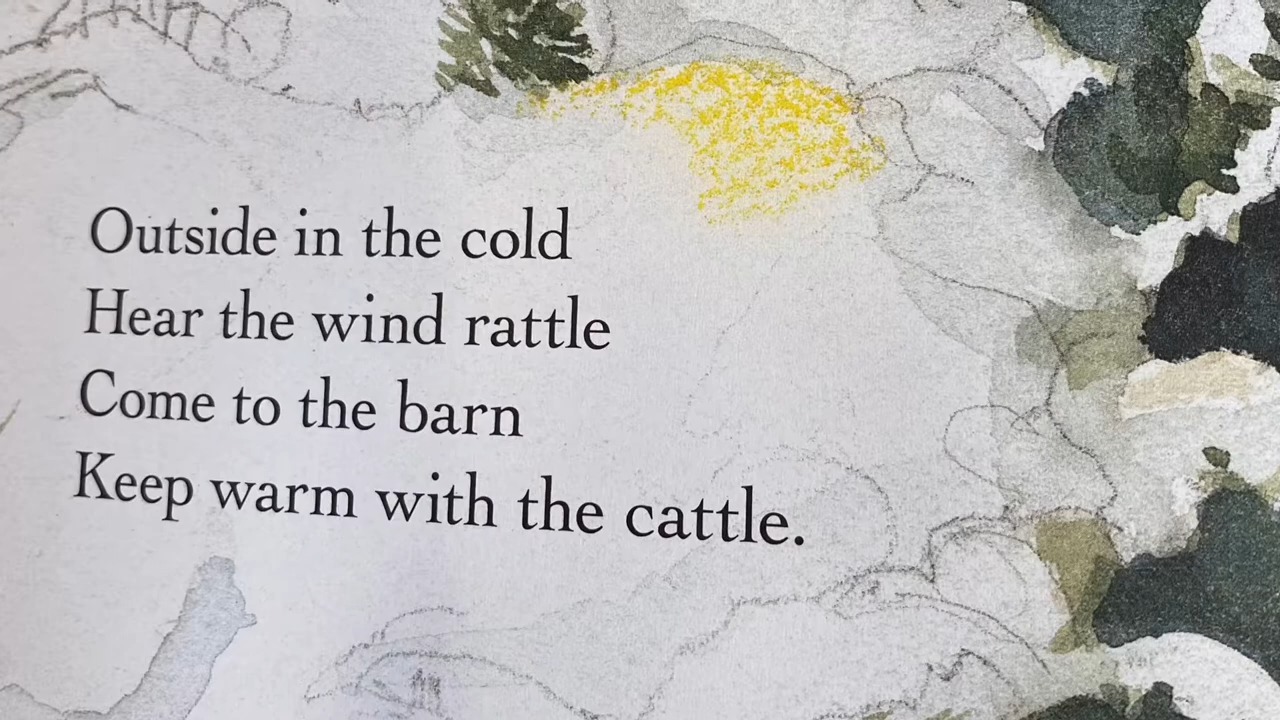 Outside in the cold
Hear the wind rattle
Come to the barn
Keep warm with the cattle.